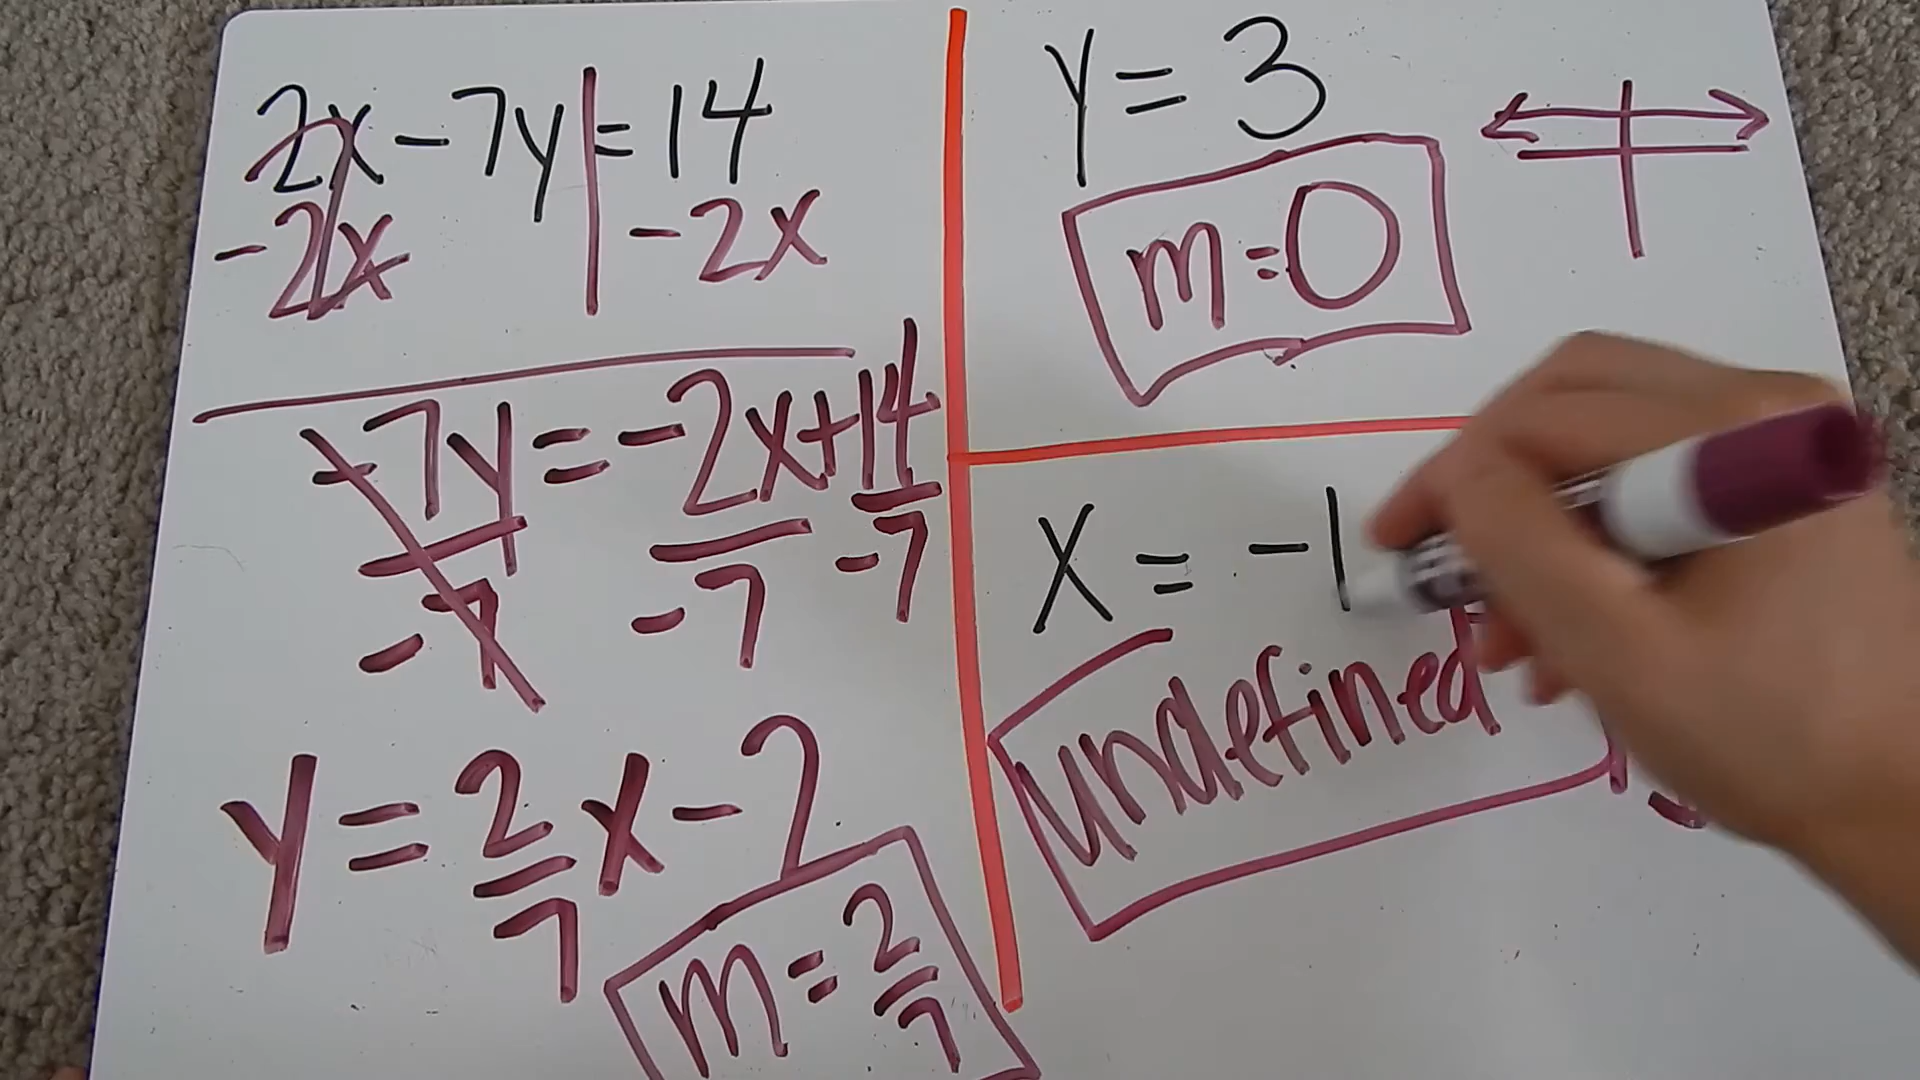 2x - 7y = 14
-2x -2x
-7y = -2x + 14
-7 -7 -7
y = 2/7 x - 2
m = 2/7
y = 3
m = 0
x = -1
undefined